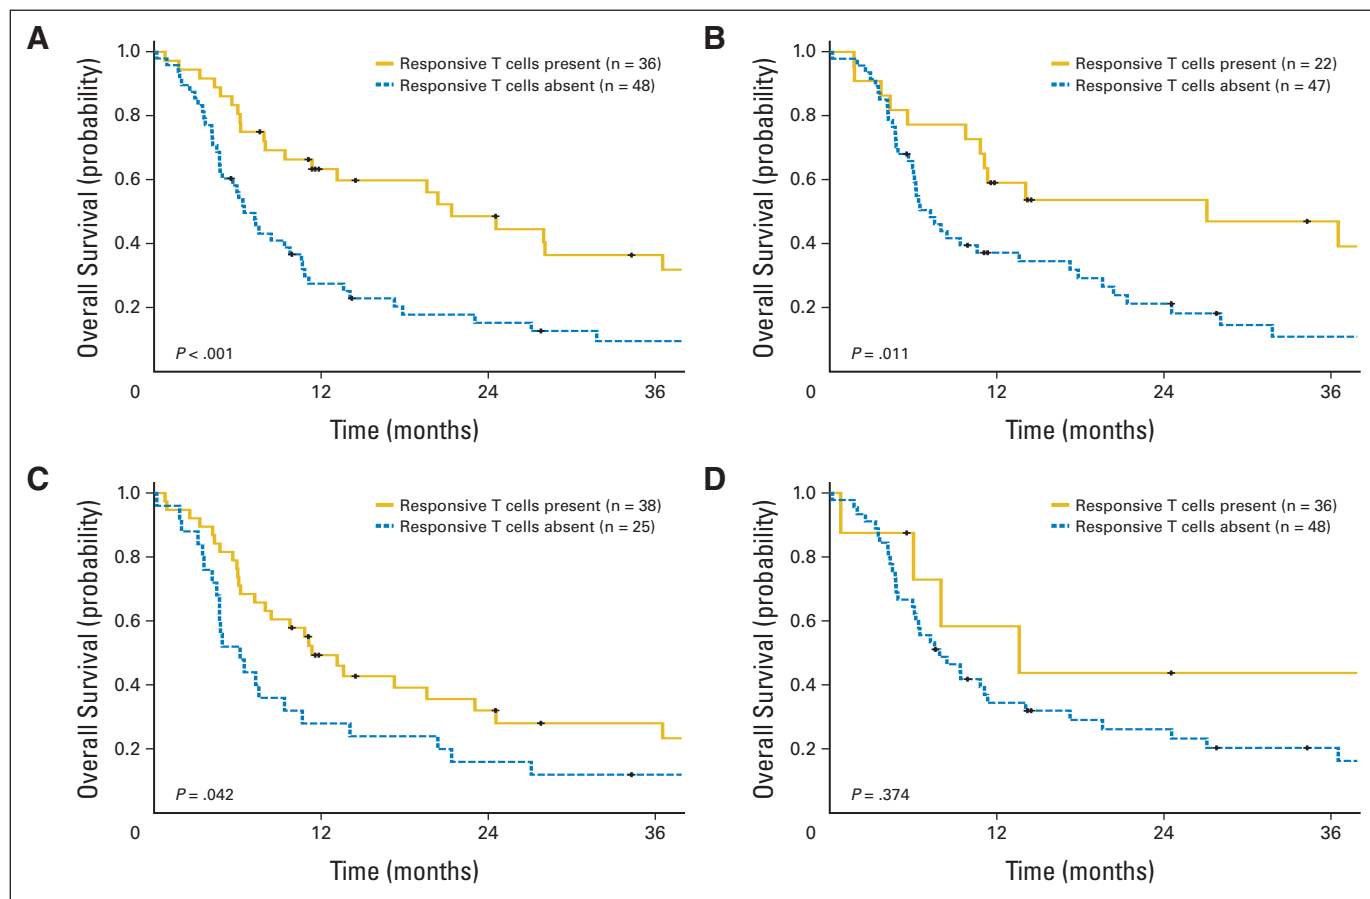 A
Overall Survival (probability)
1.0
0.8
0.6
0.4
0.2
0
12
24
36
Time (months)
Responsive T cells present (n = 36)
Responsive T cells absent (n = 48)
P < .001
B
Overall Survival (probability)
1.0
0.8
0.6
0.4
0.2
0
12
24
36
Time (months)
Responsive T cells present (n = 22)
Responsive T cells absent (n = 47)
P = .011
C
Overall Survival (probability)
1.0
0.8
0.6
0.4
0.2
0
12
24
36
Time (months)
Responsive T cells present (n = 38)
Responsive T cells absent (n = 25)
P = .042
D
Overall Survival (probability)
1.0
0.8
0.6
0.4
0.2
0
12
24
36
Time (months)
Responsive T cells present (n = 36)
Responsive T cells absent (n = 48)
P = .374